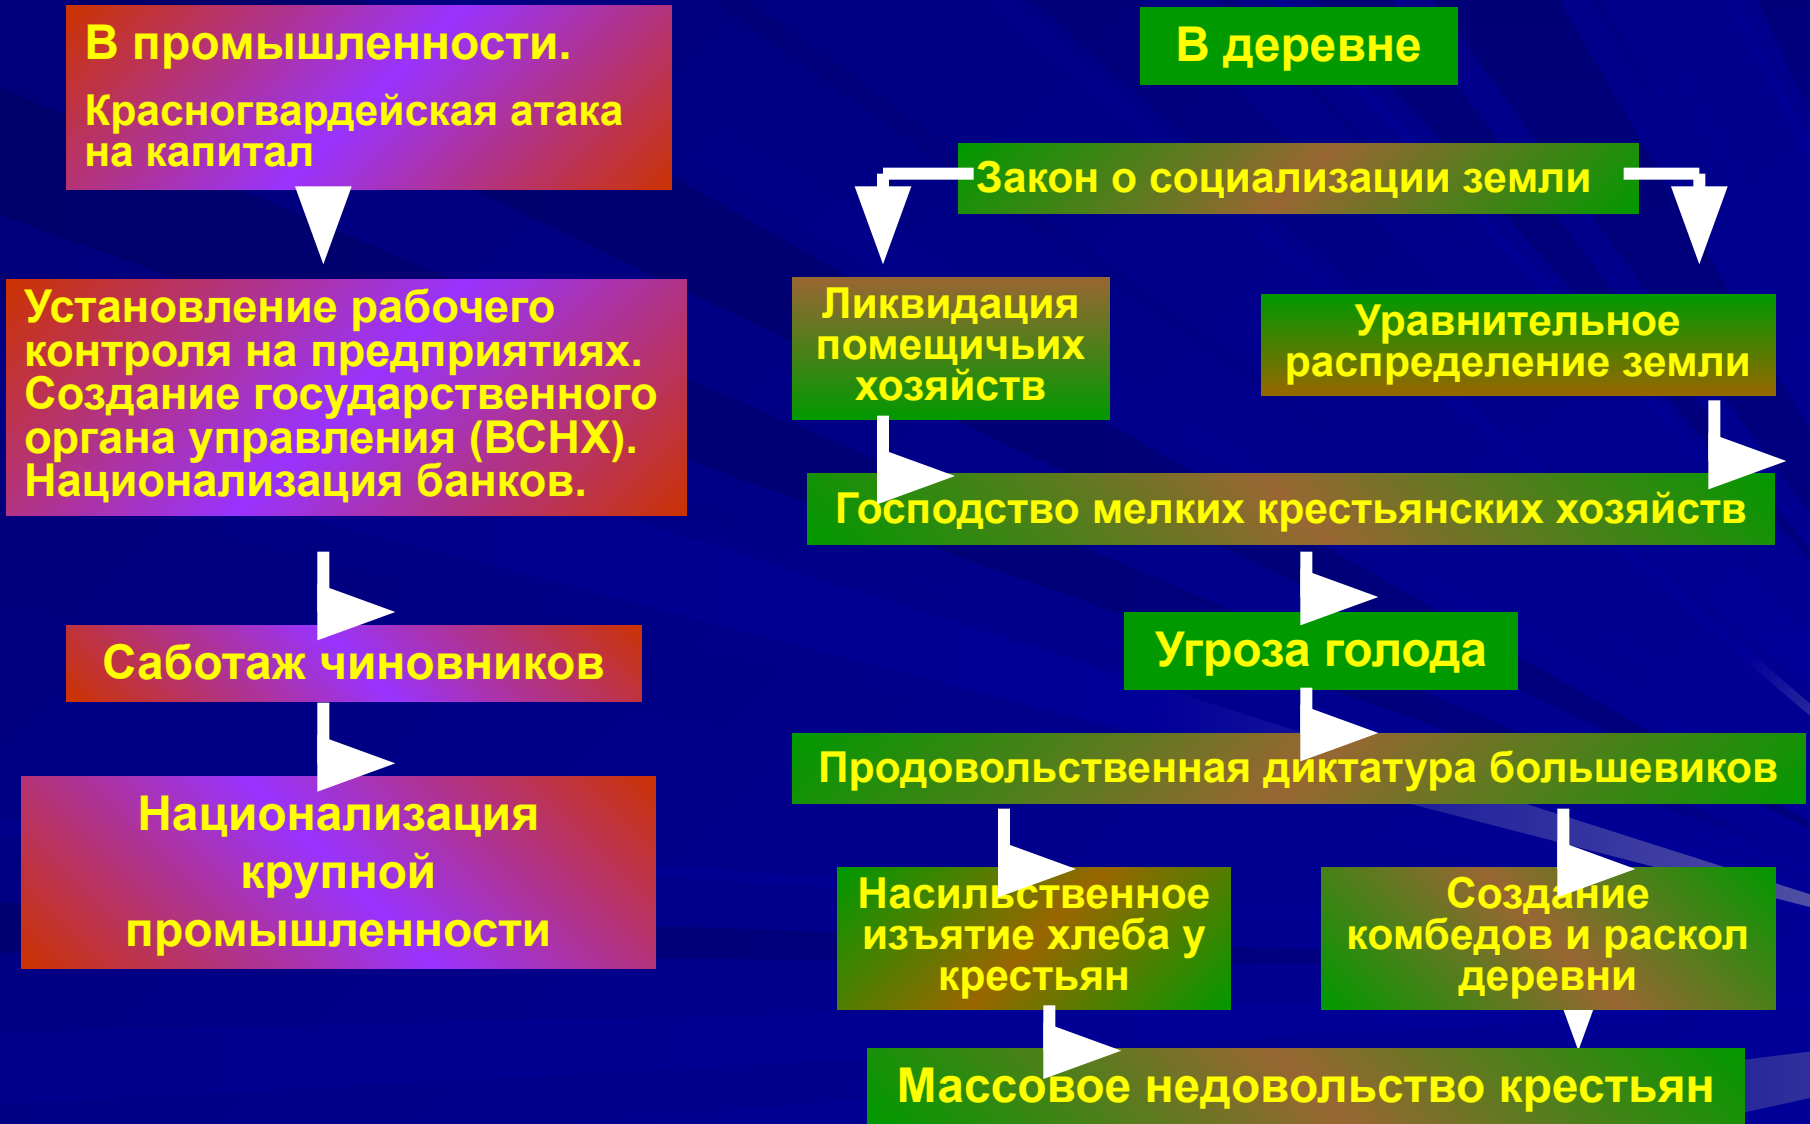 В промышленности.
Красногвардейская атака
на капитал
Установление рабочего
контроля на предприятиях.
Создание государственного
органа управления (ВСНХ).
Национализация банков.
Саботаж чиновников
Национализация
крупной
промышленности
В деревне
Закон о социализации земли
Ликвидация
помещичьих
хозяйств
Уравнительное
распределение земли
Господство мелких крестьянских хозяйств
Угроза голода
Продовольственная диктатура большевиков
Насильственное
изъятие хлеба у
крестьян
Создание
комбедов и раскол
деревни
Массовое недовольство крестьян